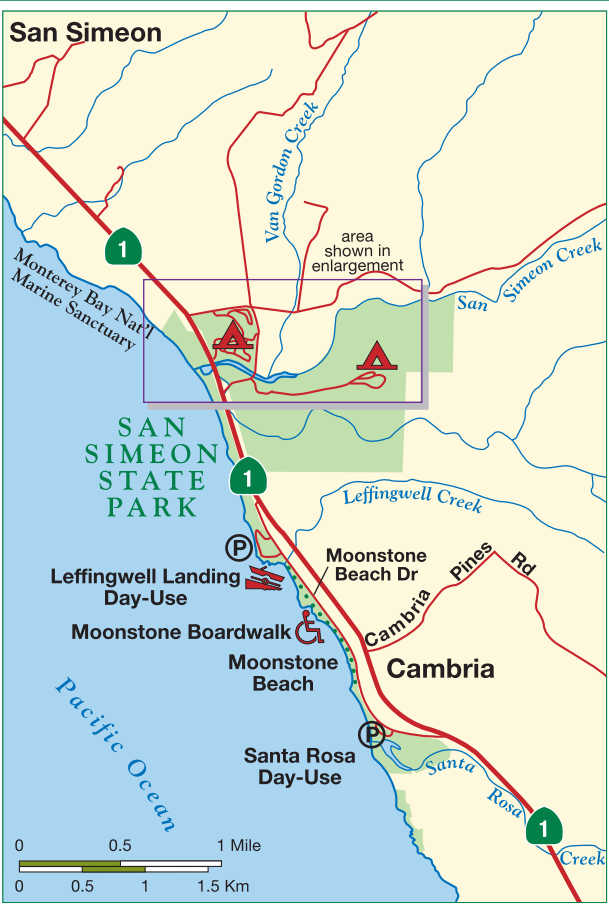 San Simeon
1
Van Gordon Creek
area
shown in
enlargement
San Simeon Creek
Monterey Bay Nat'l
Marine Sanctuary
SAN
SIMEON
STATE
PARK
1
Leffingwell Creek
P
Leffingwell Landing
Day-Use
Moonstone
Beach Dr
Cambria Pines Rd
Moonstone Boardwalk
Moonstone
Beach
Cambria
Pacific Ocean
P
Santa Rosa
Day-Use
Santa Rosa Creek
1
0 0.5 1 Mile
0 0.5 1 1.5 Km